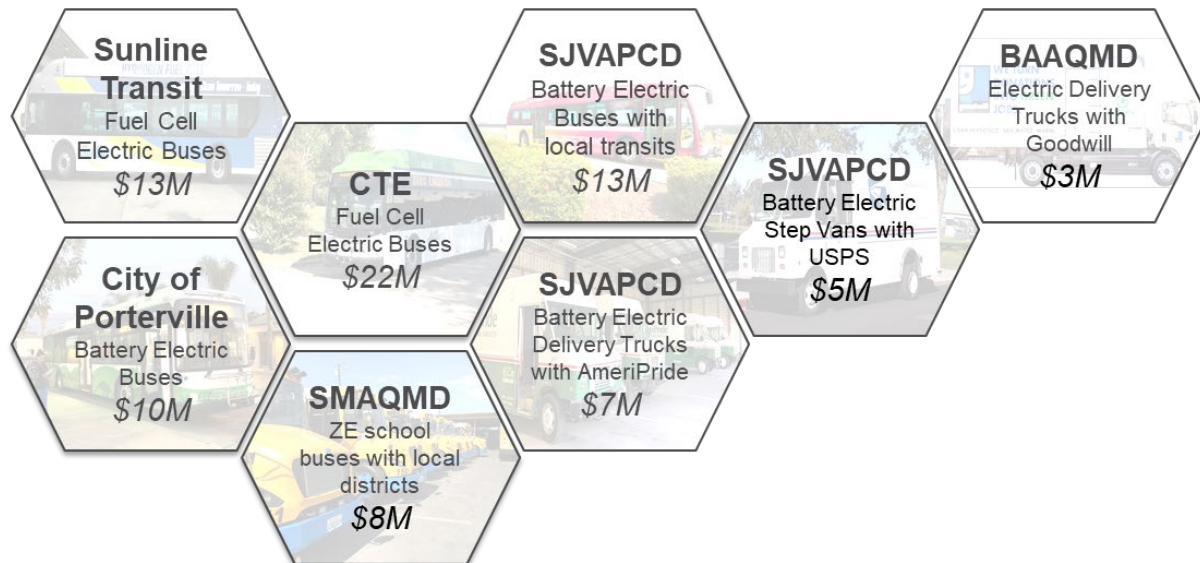 Sunline
Transit
Fuel Cell
Electric Buses
$13M
City of
Porterville
Battery Electric
Buses
$10M
CTE
Fuel Cell
Electric Buses
$22M
SMAQMD
ZE school
buses with local
districts
$8M
SJVAPCD
Battery Electric
Buses with
local transits
$13M
SJVAPCD
Battery Electric
Delivery Trucks
with AmeriPride
$7M
SJVAPCD
Battery Electric
Step Vans with
USPS
$5M
BAAQMD
Electric Delivery
Trucks with
Goodwill
$3M